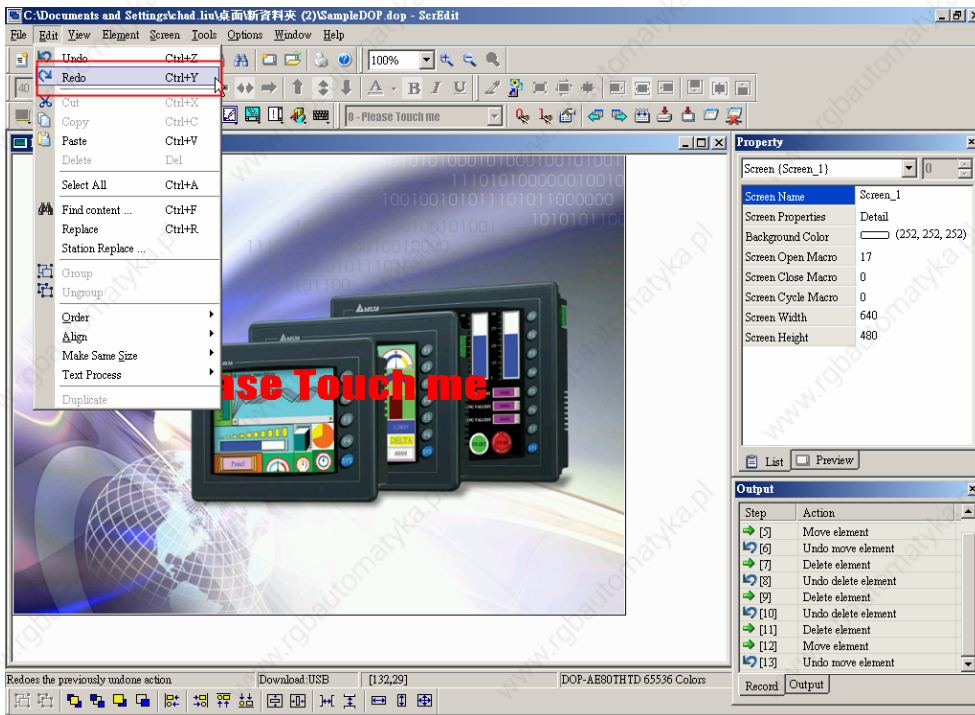 C:\Documents and Settings\chad.liu\桌面\新資料夾 (2)\SampleDOP.dop - ScrEdit
File Edit View Element Screen Tools Options Window Help
100%
40
0 - Please Touch me
Undo Ctrl+Z
Redo Ctrl+Y
Cut Ctrl+X
Copy Ctrl+C
Paste Ctrl+V
Delete Del
Select All Ctrl+A
Find content ... Ctrl+F
Replace Ctrl+R
Station Replace ...
Group
Ungroup
Order
Align
Make Same Size
Text Process
Duplicate
ase Touch me
DELTA
Property
Screen {Screen_1} 0
Screen Name Screen_1
Screen Properties Detail
Background Color (252, 252, 252)
Screen Open Macro 17
Screen Close Macro 0
Screen Cycle Macro 0
Screen Width 640
Screen Height 480
List Preview
Output
Step Action
[5] Move element
[6] Undo move element
[7] Delete element
[8] Undo delete element
[9] Delete element
[10] Undo delete element
[11] Delete element
[12] Move element
[13] Undo move element
Record Output
Redoes the previously undone action Download:USB [132,29] DOP-AE80THTD 65536 Colors
www.rgbautomatyka.pl